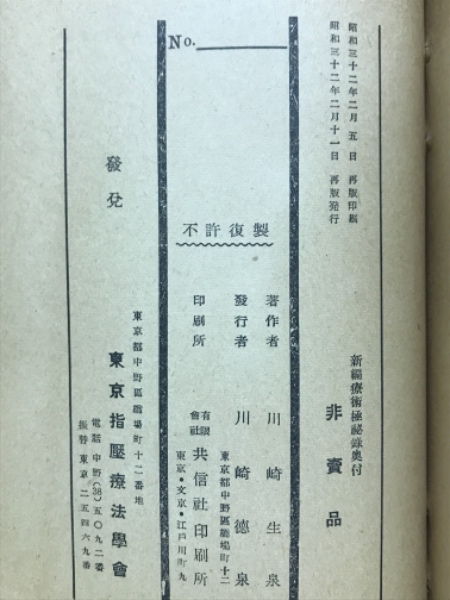 昭和三十二年二月五日 再版印刷
昭和三十二年二月十一日 再版発行
新編療術極秘錄奥付
非賣品
No.
不許復製
著作者 川崎生泉
東京都中野區鷺場町十二
發行者 川崎德泉
印刷所 有限會社 共信社印刷所
東京・文京・江戸川町九
發兌
東京都中野區鷺場町十二番地
東京指壓療法學會
電話 中野(38)五〇九二番
振替 東京 二五四六九番